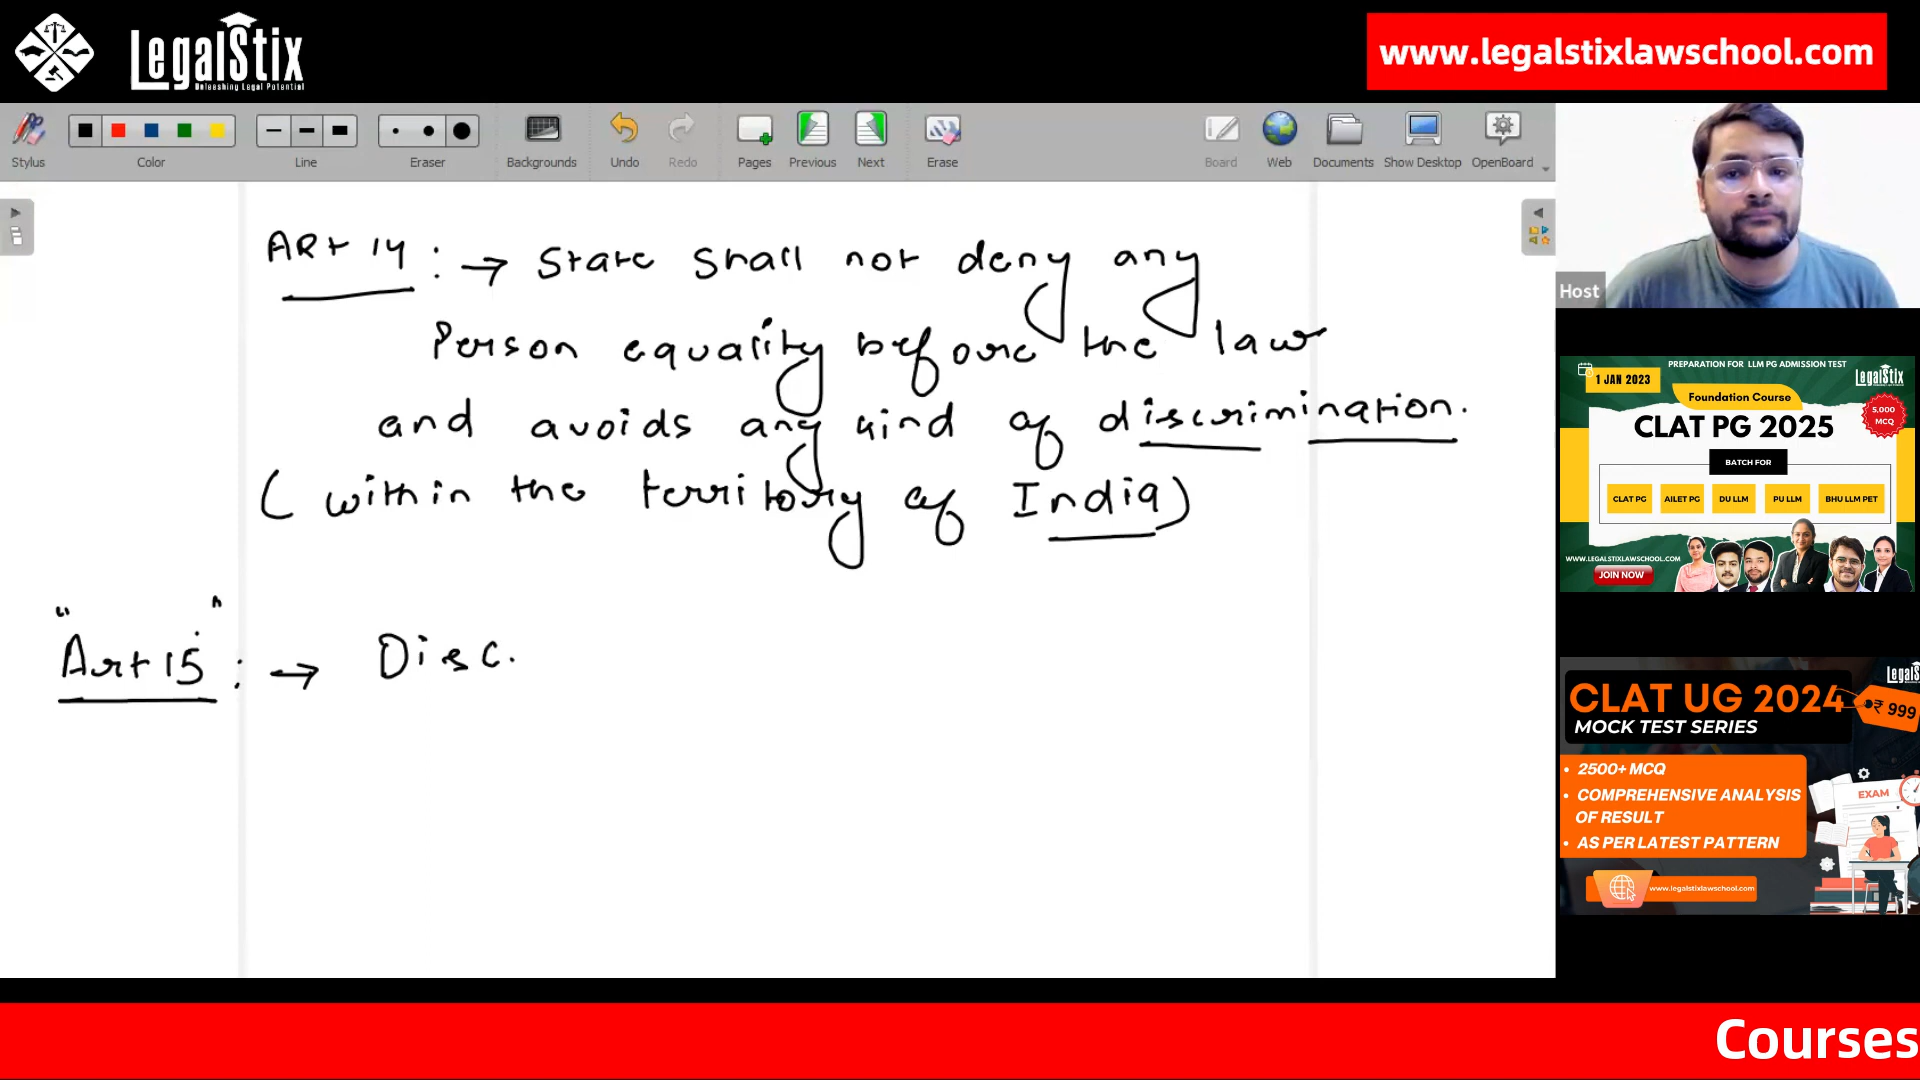 LegalStix
Unleashing Legal Potential
www.legalstixlawschool.com
Stylus
Color
Line
Eraser
Backgrounds
Undo
Redo
Pages
Previous
Next
Erase
Board
Web
Documents
Show Desktop
OpenBoard
ARt 14 : → State shall not deny any
Person equality before the law
and avoids any kind of discrimination.
( within the territory of India)
"Art 15" : → Disc.
Host
PREPARATION FOR LLM PG ADMISSION TEST
LegalStix
1 JAN 2023
Foundation Course
5,000
MCQ
CLAT PG 2025
BATCH FOR
CLAT PG
AILET PG
DU LLM
PU LLM
BHU LLM PET
WWW.LEGALSTIXLAWSCHOOL.COM
JOIN NOW
LegalS
CLAT UG 2024
₹ 999
MOCK TEST SERIES
• 2500+ MCQ
• COMPREHENSIVE ANALYSIS
OF RESULT
• AS PER LATEST PATTERN
EXAM
www.legalstixlawschool.com
Courses